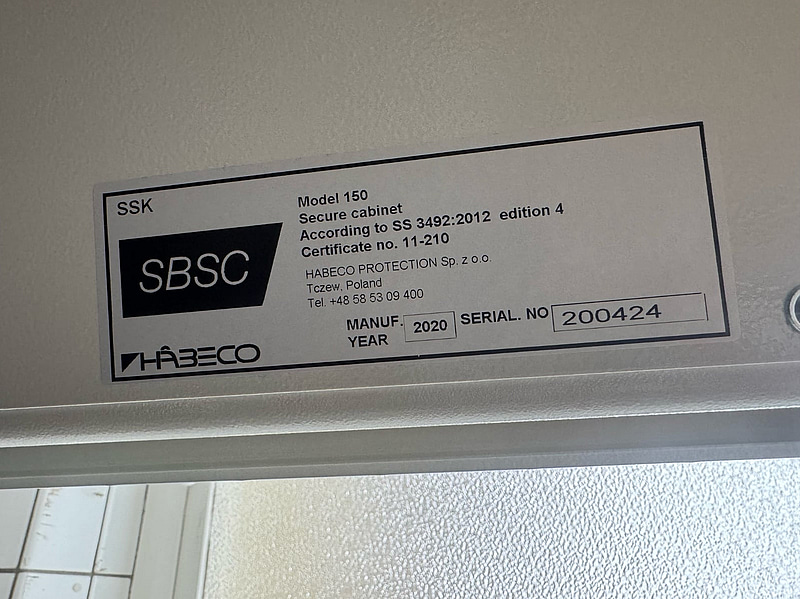 SSK
SBSC
HÂBECO
Model 150
Secure cabinet
According to SS 3492:2012 edition 4
Certificate no. 11-210
HABECO PROTECTION Sp. z o.o.
Tczew, Poland
Tel. +48 58 53 09 400
MANUF. YEAR 2020 SERIAL. NO 200424